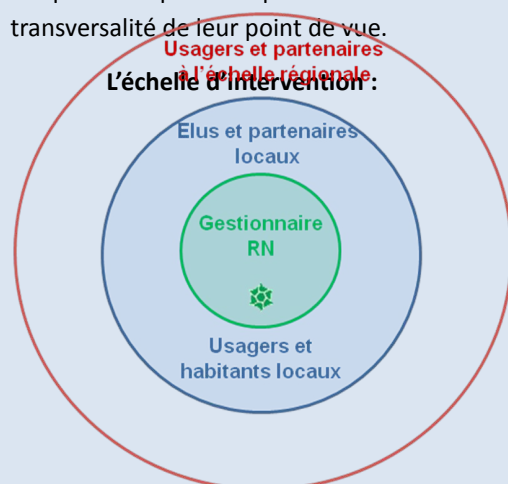 transversalité de leur point de vue.
Usagers et partenaires
à l'échelle régionale
L'échelle d'intervention :
Elus et partenaires
locaux
Gestionnaire
RN
Usagers et
habitants locaux